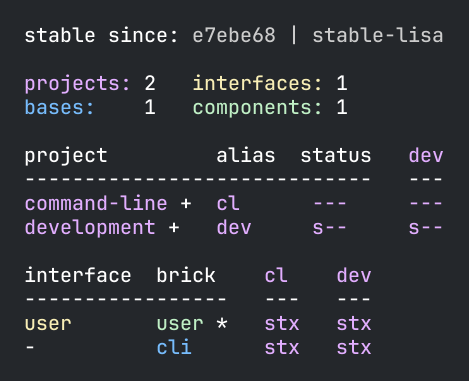 stable since: e7ebe68 | stable-lisa
projects: 2   interfaces: 1
bases:    1   components: 1
project         alias  status   dev
-----------------------------   ---
command-line +  cl      ---     ---
development +   dev     s--     s--
interface  brick    cl    dev
-----------------   ---   ---
user       user *   stx   stx
-          cli      stx   stx